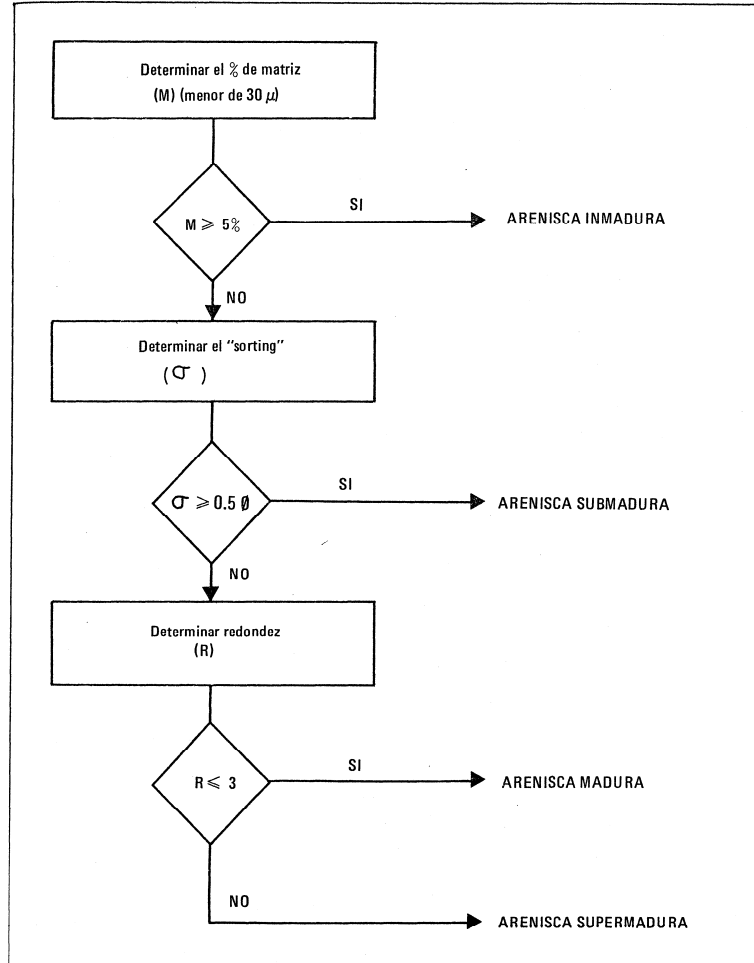 Determinar el % de matriz
(M) (menor de 30 μ)
M ⩾ 5%
SI
ARENISCA INMADURA
NO
Determinar el "sorting"
(σ)
σ ⩾ 0.5 Ø
SI
ARENISCA SUBMADURA
NO
Determinar redondez
(R)
R ⩽ 3
SI
ARENISCA MADURA
NO
ARENISCA SUPERMADURA